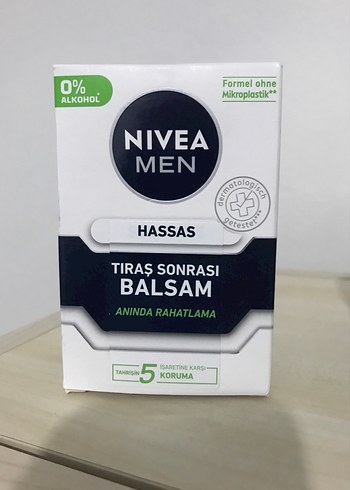 0%
ALKOHOL*
Formel ohne
Mikroplastik**
NIVEA
MEN
dermatologisch
getestet***
HASSAS
TIRAŞ SONRASI
BALSAM
ANINDA RAHATLAMA
TAHRİŞİN 5 İŞARETİNE KARŞI
KORUMA